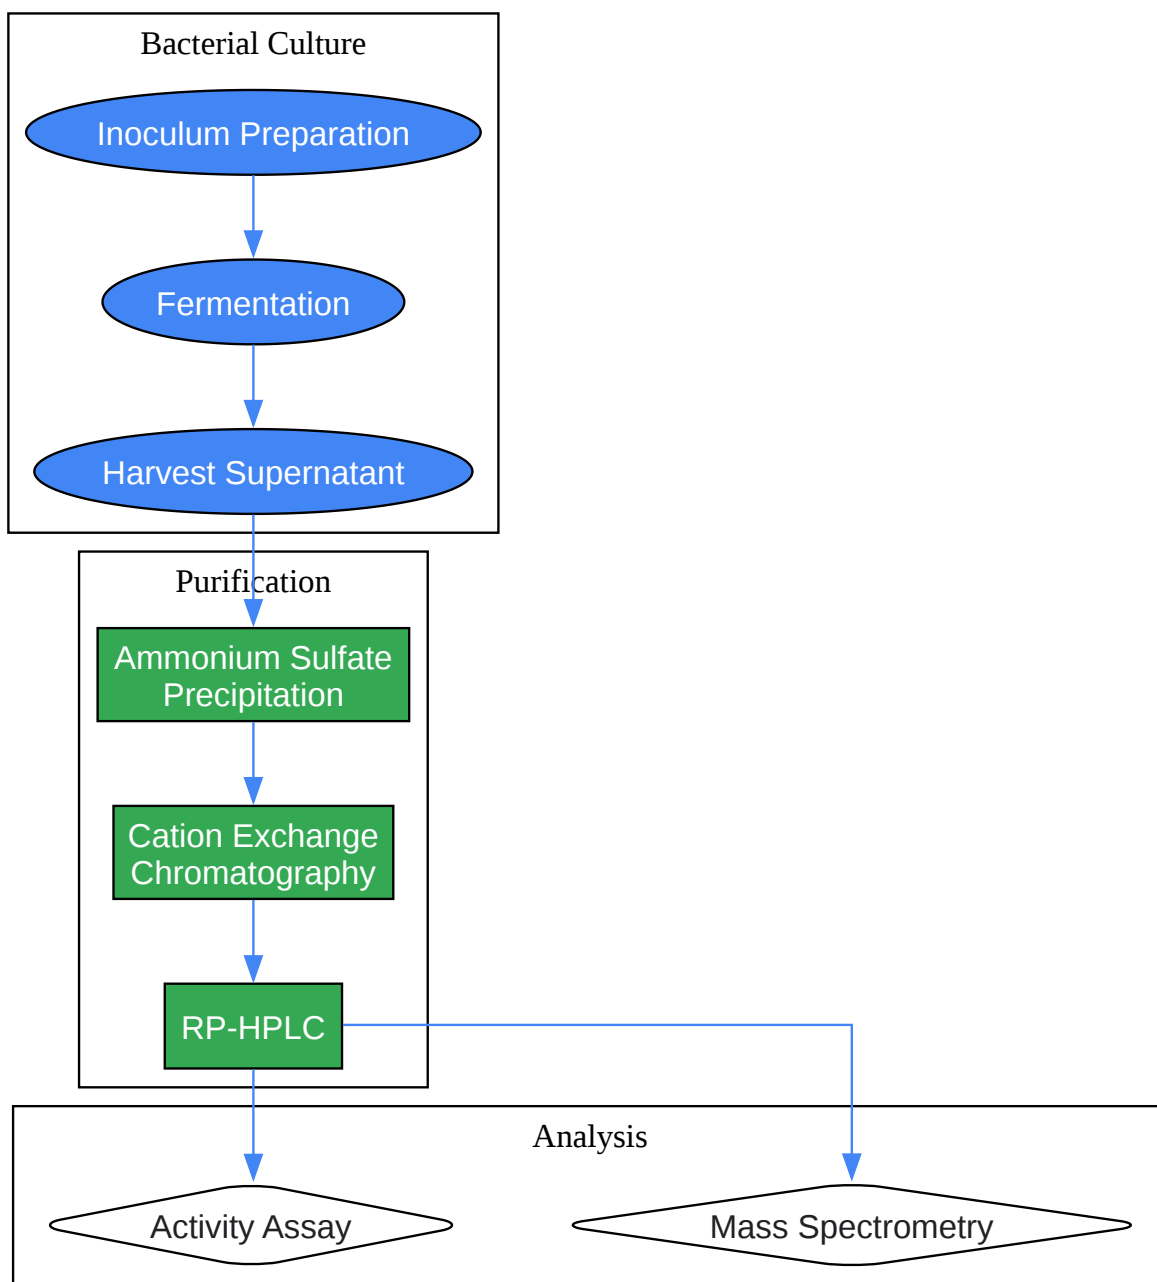 Bacterial Culture
Inoculum Preparation
Fermentation
Harvest Supernatant
Purification
Ammonium Sulfate
Precipitation
Cation Exchange
Chromatography
RP-HPLC
Analysis
Activity Assay
Mass Spectrometry